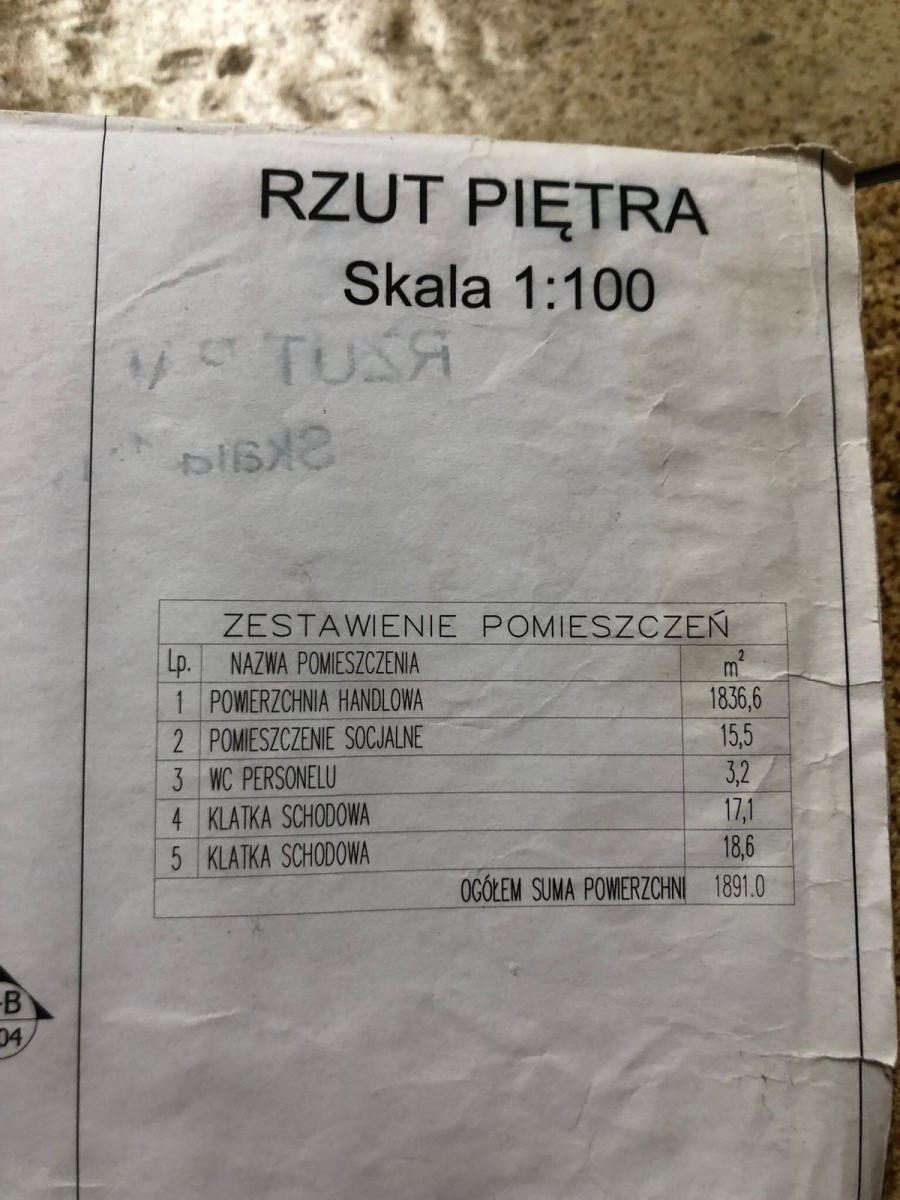 RZUT PIĘTRA
Skala 1:100
RZUT
Skala
ZESTAWIENIE POMIESZCZEŃ
Lp. NAZWA POMIESZCZENIA m²
1 POWIERZCHNIA HANDLOWA 1836,6
2 POMIESZCZENIE SOCJALNE 15,5
3 WC PERSONELU 3,2
4 KLATKA SCHODOWA 17,1
5 KLATKA SCHODOWA 18,6
OGÓŁEM SUMA POWIERZCHNI 1891.0
-B
04